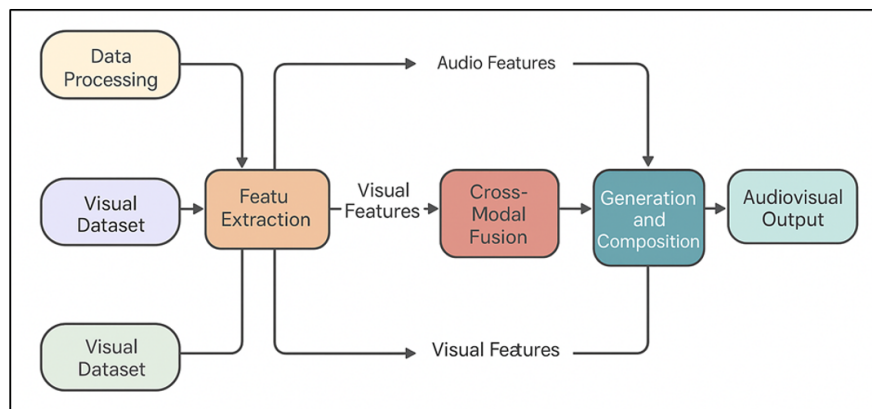 Data
Processing
Audio Features
Visual
Dataset
Featu
Extraction
Visual
Features
Cross-
Modal
Fusion
Generation
and
Composition
Audiovisual
Output
Visual
Dataset
Visual Features